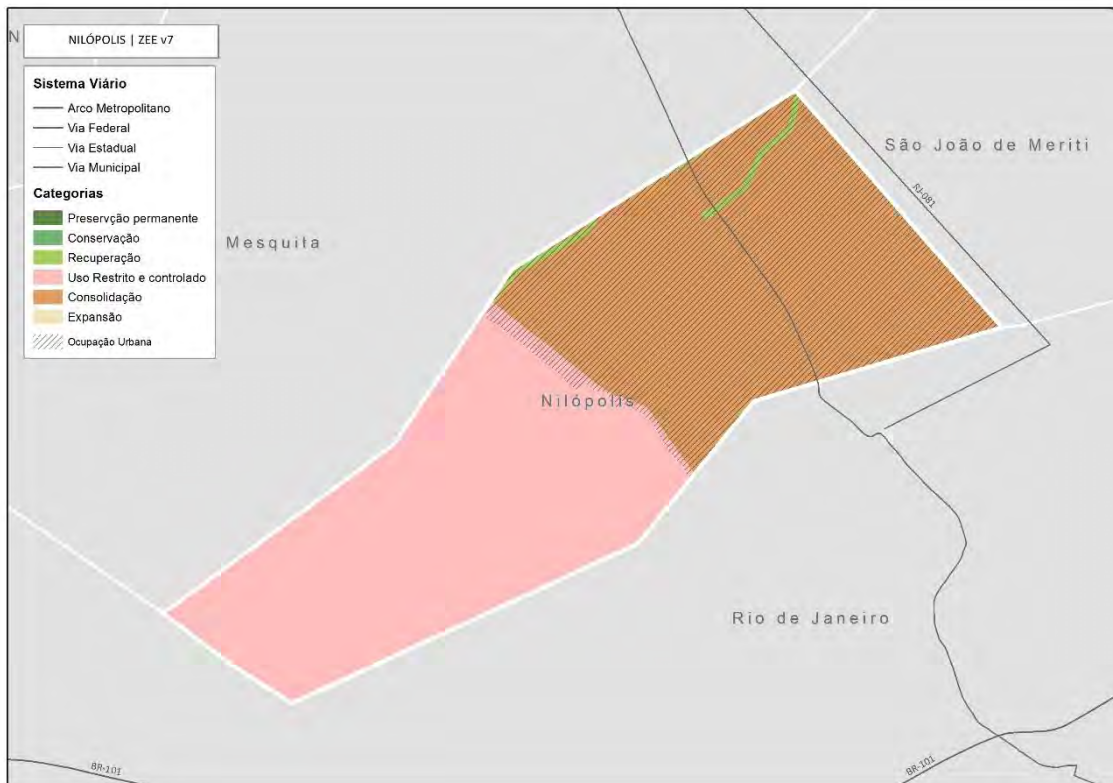 N
NILÓPOLIS | ZEE v7
Sistema Viário
Arco Metropolitano
Via Federal
Via Estadual
Via Municipal
Categorias
Preservção permanente
Conservação
Recuperação
Uso Restrito e controlado
Consolidação
Expansão
Ocupação Urbana
São João de Meriti
RJ-081
Mesquita
Nilópolis
Rio de Janeiro
BR-101
BR-101